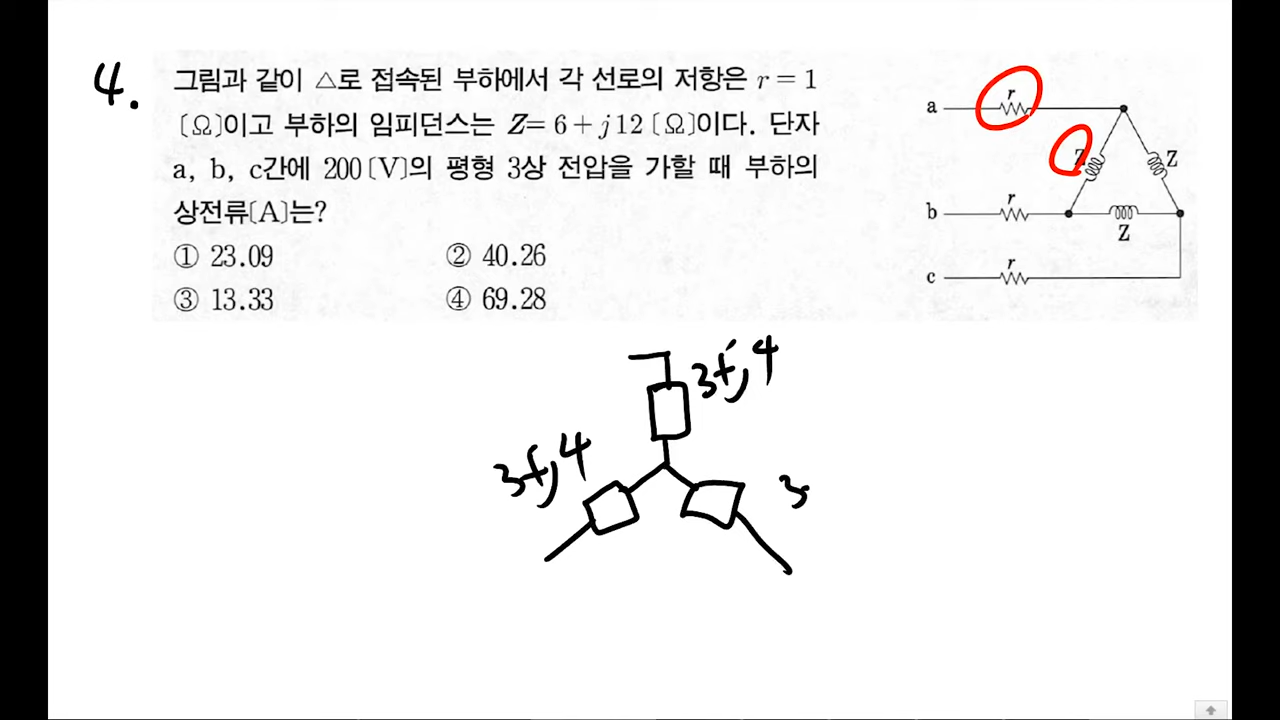 4.
그림과 같이 △로 접속된 부하에서 각 선로의 저항은 r = 1
〔Ω〕이고 부하의 임피던스는 Z= 6 + j12〔Ω〕이다. 단자
a, b, c간에 200〔V〕의 평형 3상 전압을 가할 때 부하의
상전류〔A〕는?
① 23.09 ② 40.26
③ 13.33 ④ 69.28
a r
Z Z
b r
Z
c r
3+j4
3+j4
3